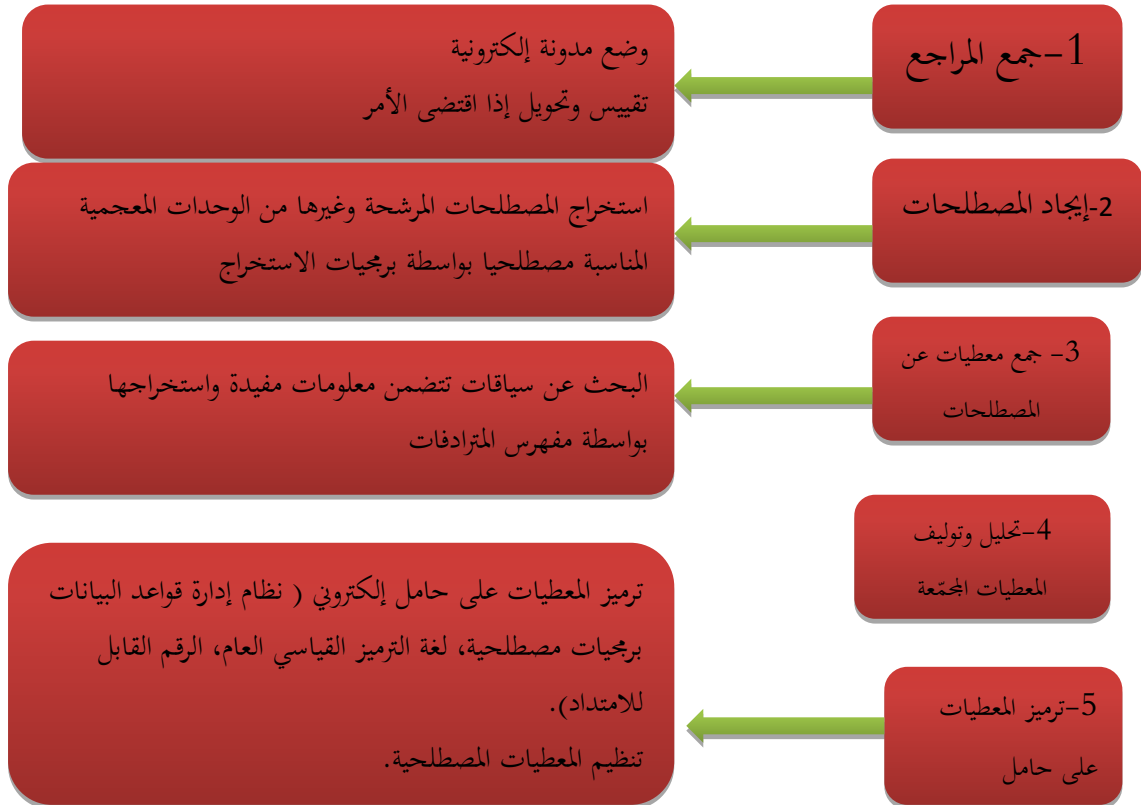 1-جمع المراجع
وضع مدونة إلكترونية
تقييس وتحويل إذا اقتضى الأمر
2-إيجاد المصطلحات
استخراج المصطلحات المرشحة وغيرها من الوحدات المعجمية
المناسبة مصطلحيا بواسطة برمجيات الاستخراج
3- جمع معطيات عن
المصطلحات
البحث عن سياقات تتضمن معلومات مفيدة واستخراجها
بواسطة مفهرس المترادفات
4-تحليل وتوليف
المعطيات المجمّعة
5-ترميز المعطيات
على حامل
ترميز المعطيات على حامل إلكتروني ( نظام إدارة قواعد البيانات
برمجيات مصطلحية، لغة الترميز القياسي العام، الرقم القابل
للامتداد).
تنظيم المعطيات المصطلحية.